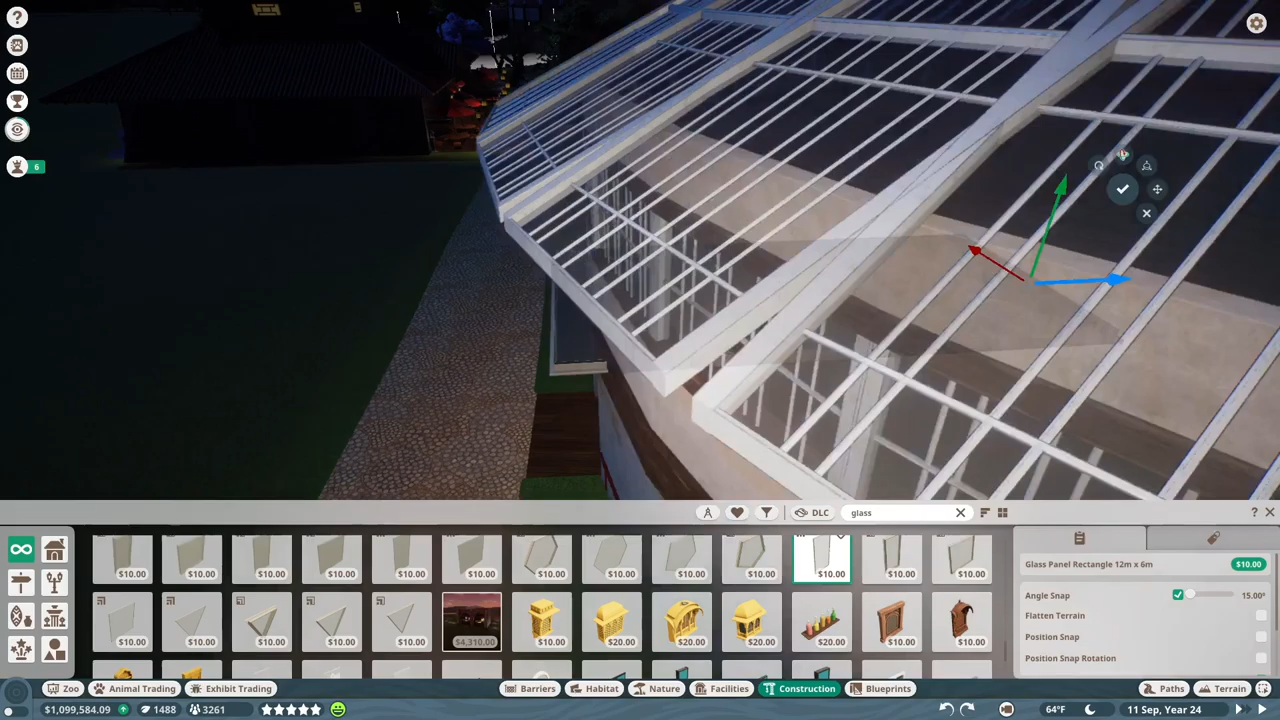 6
DLC
glass
$10.00 $10.00 $10.00 $10.00 $10.00 $10.00 $10.00 $10.00 $10.00 $10.00 $10.00 $10.00 $10.00
Glass Panel Rectangle 12m x 6m $10.00
Angle Snap 15.00°
Flatten Terrain
Position Snap
Position Snap Rotation
$10.00 $10.00 $10.00 $10.00 $10.00 $4,310.00 $10.00 $20.00 $20.00 $20.00 $20.00 $10.00 $10.00
Zoo Animal Trading Exhibit Trading Barriers Habitat Nature Facilities Construction Blueprints Paths Terrain
$1,099,584.09 1488 3261 64°F 11 Sep, Year 24